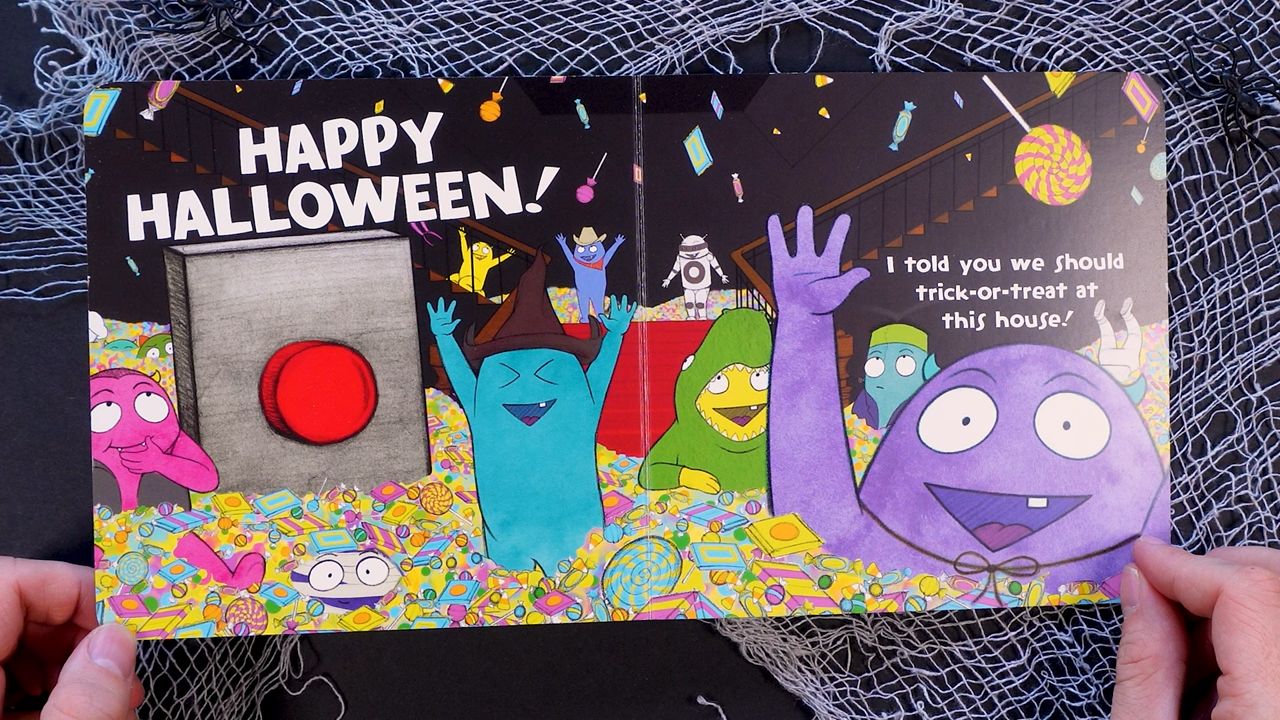 HAPPY
HALLOWEEN!
I told you we should
trick-or-treat at
this house!